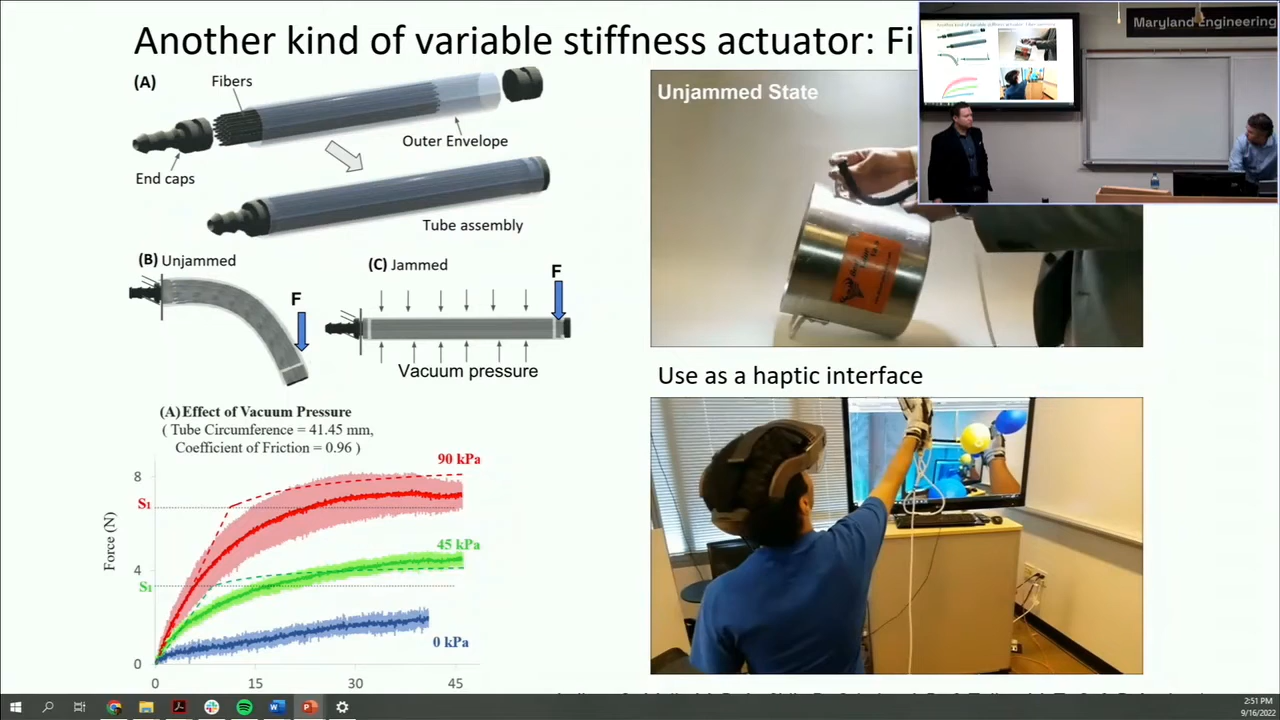 Another kind of variable stiffness actuator: Fi
Maryland Engineering
(A)
Fibers
Outer Envelope
End caps
Tube assembly
(B) Unjammed
F
(C) Jammed
F
Vacuum pressure
(A) Effect of Vacuum Pressure
( Tube Circumference = 41.45 mm,
Coefficient of Friction = 0.96 )
90 kPa
8
S1
45 kPa
4
S1
0 kPa
0
Force (N)
0 15 30 45
Unjammed State
Use as a haptic interface
2:51 PM
9/16/2022